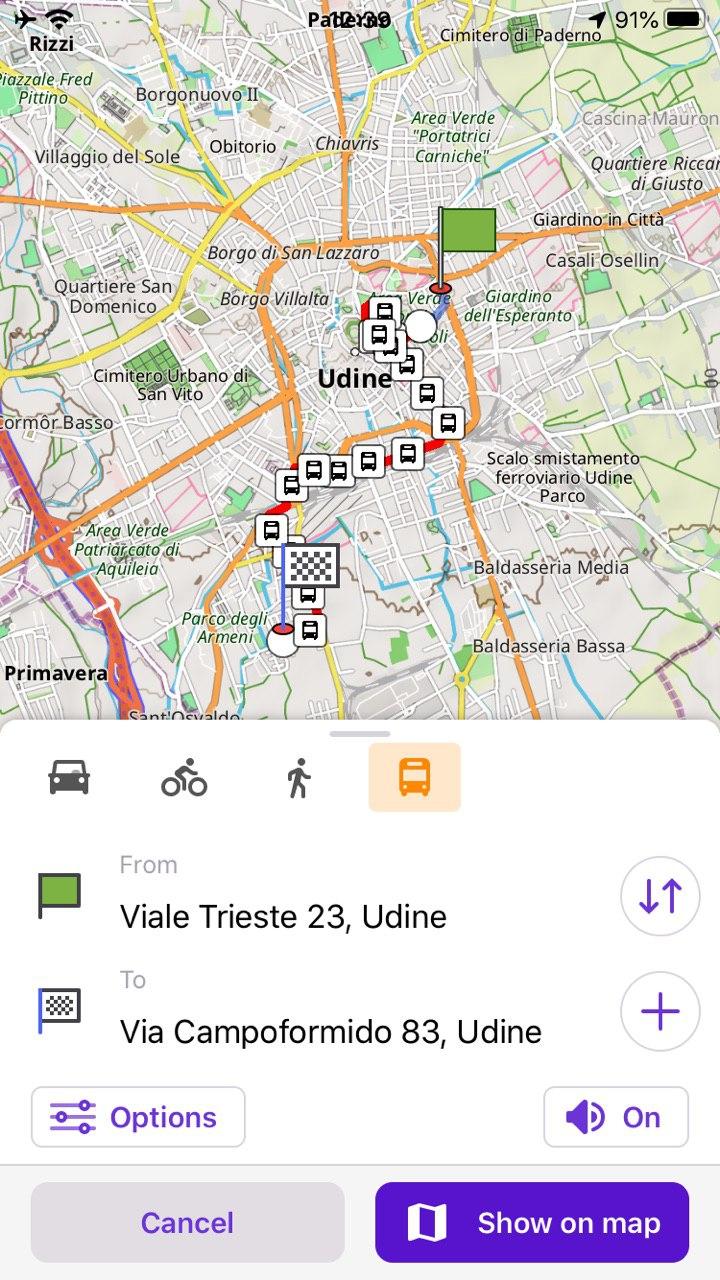 Paderno
12:39
91%
Rizzi
Cimitero di Paderno
Piazzale Fred
Pittino
Borgonuovo II
Area Verde
"Portatrici
Carniche"
Cascina Mauron
Obitorio
Chiavris
Villaggio del Sole
Quartiere Riccar
di Giusto
Giardino in Città
Borgo di San Lazzaro
Casali Osellin
Quartiere San
Domenico
Borgo Villalta
Verde
Giardino
dell'Esperanto
Udine
Cimitero Urbano di
San Vito
ormôr Basso
Scalo smistamento
ferroviario Udine
Parco
Area Verde
Patriarcato di
Aquileia
Baldasseria Media
Parco degli
Armeni
Baldasseria Bassa
Primavera
Sant'Osvaldo
From
Viale Trieste 23, Udine
To
Via Campoformido 83, Udine
Options
On
Cancel
Show on map